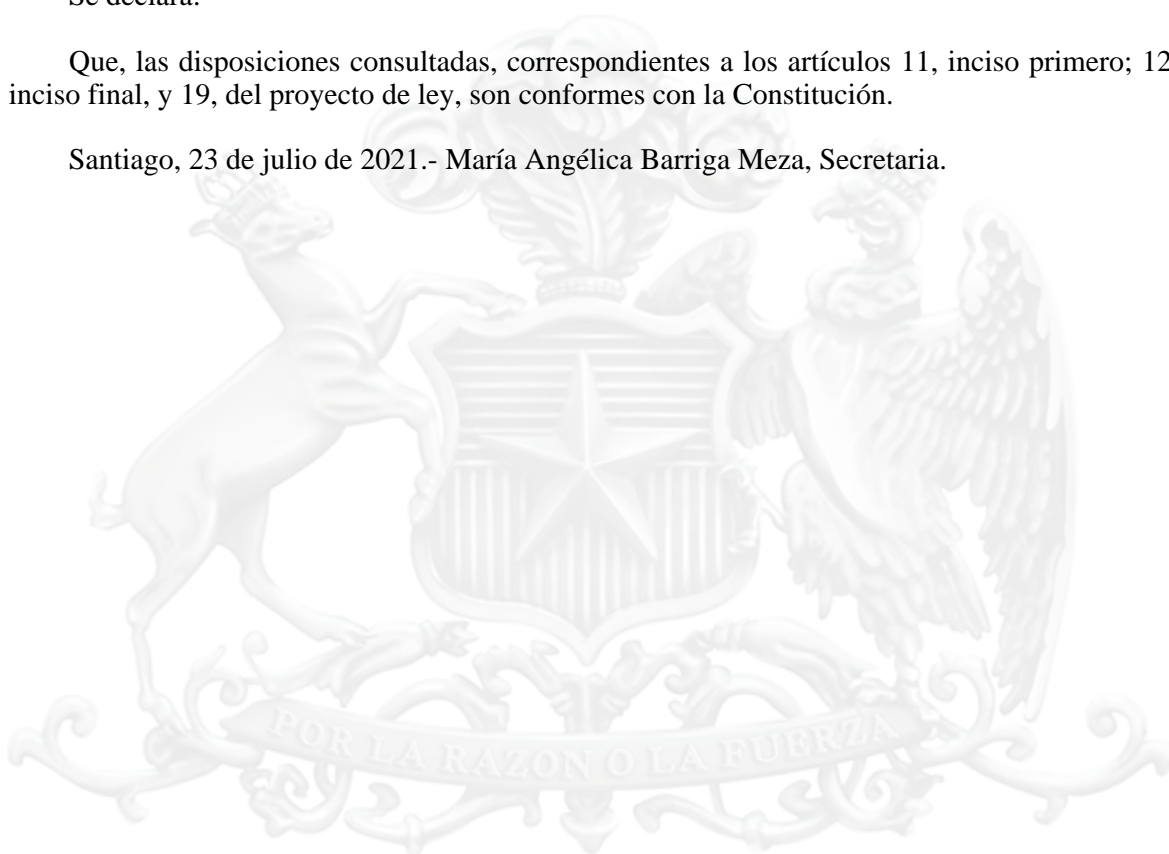 Se declara:
Que, las disposiciones consultadas, correspondientes a los artículos 11, inciso primero; 12
inciso final, y 19, del proyecto de ley, son conformes con la Constitución.
Santiago, 23 de julio de 2021.- María Angélica Barriga Meza, Secretaria.
POR LA RAZON O LA FUERZA